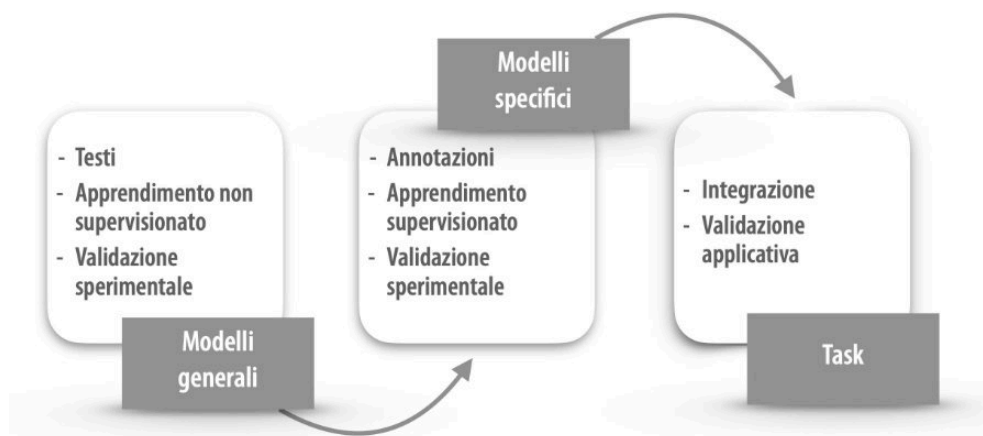 - Testi
- Apprendimento non
supervisionato
- Validazione
sperimentale
Modelli
generali
Modelli
specifici
- Annotazioni
- Apprendimento
supervisionato
- Validazione
sperimentale
- Integrazione
- Validazione
applicativa
Task